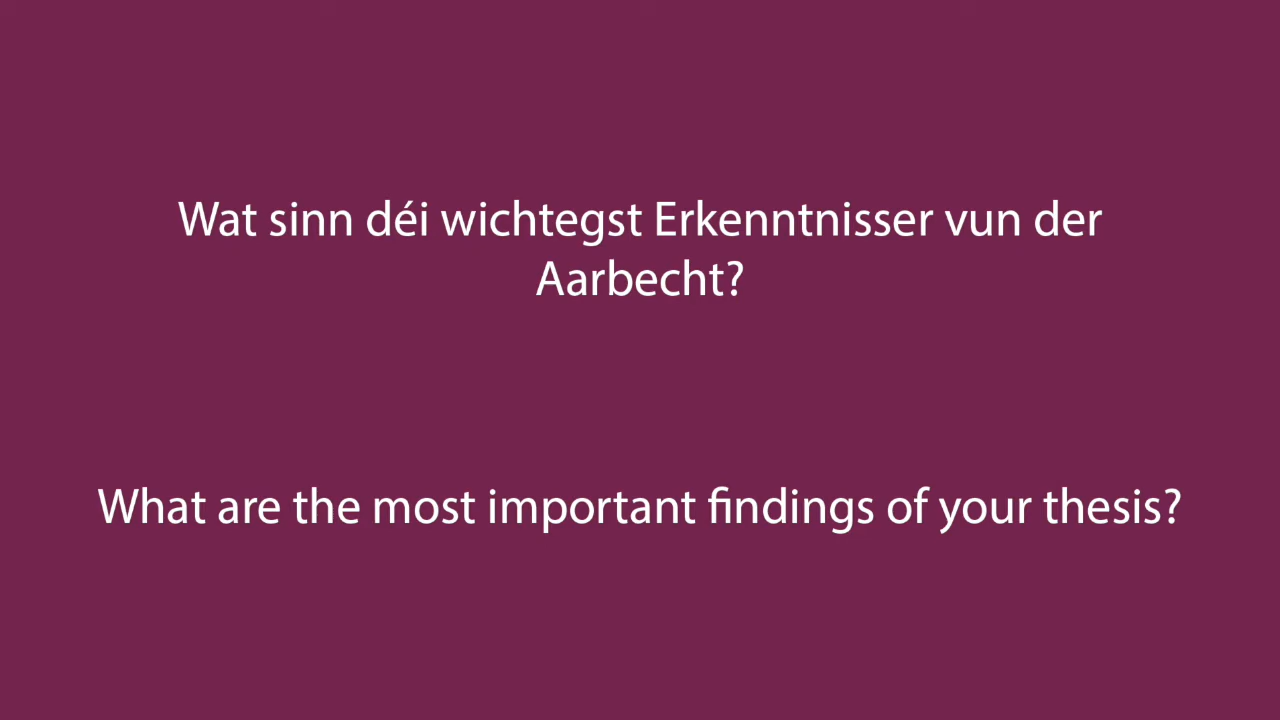 Wat sinn déi wichtegst Erkenntnisser vun der
Aarbecht?
What are the most important findings of your thesis?